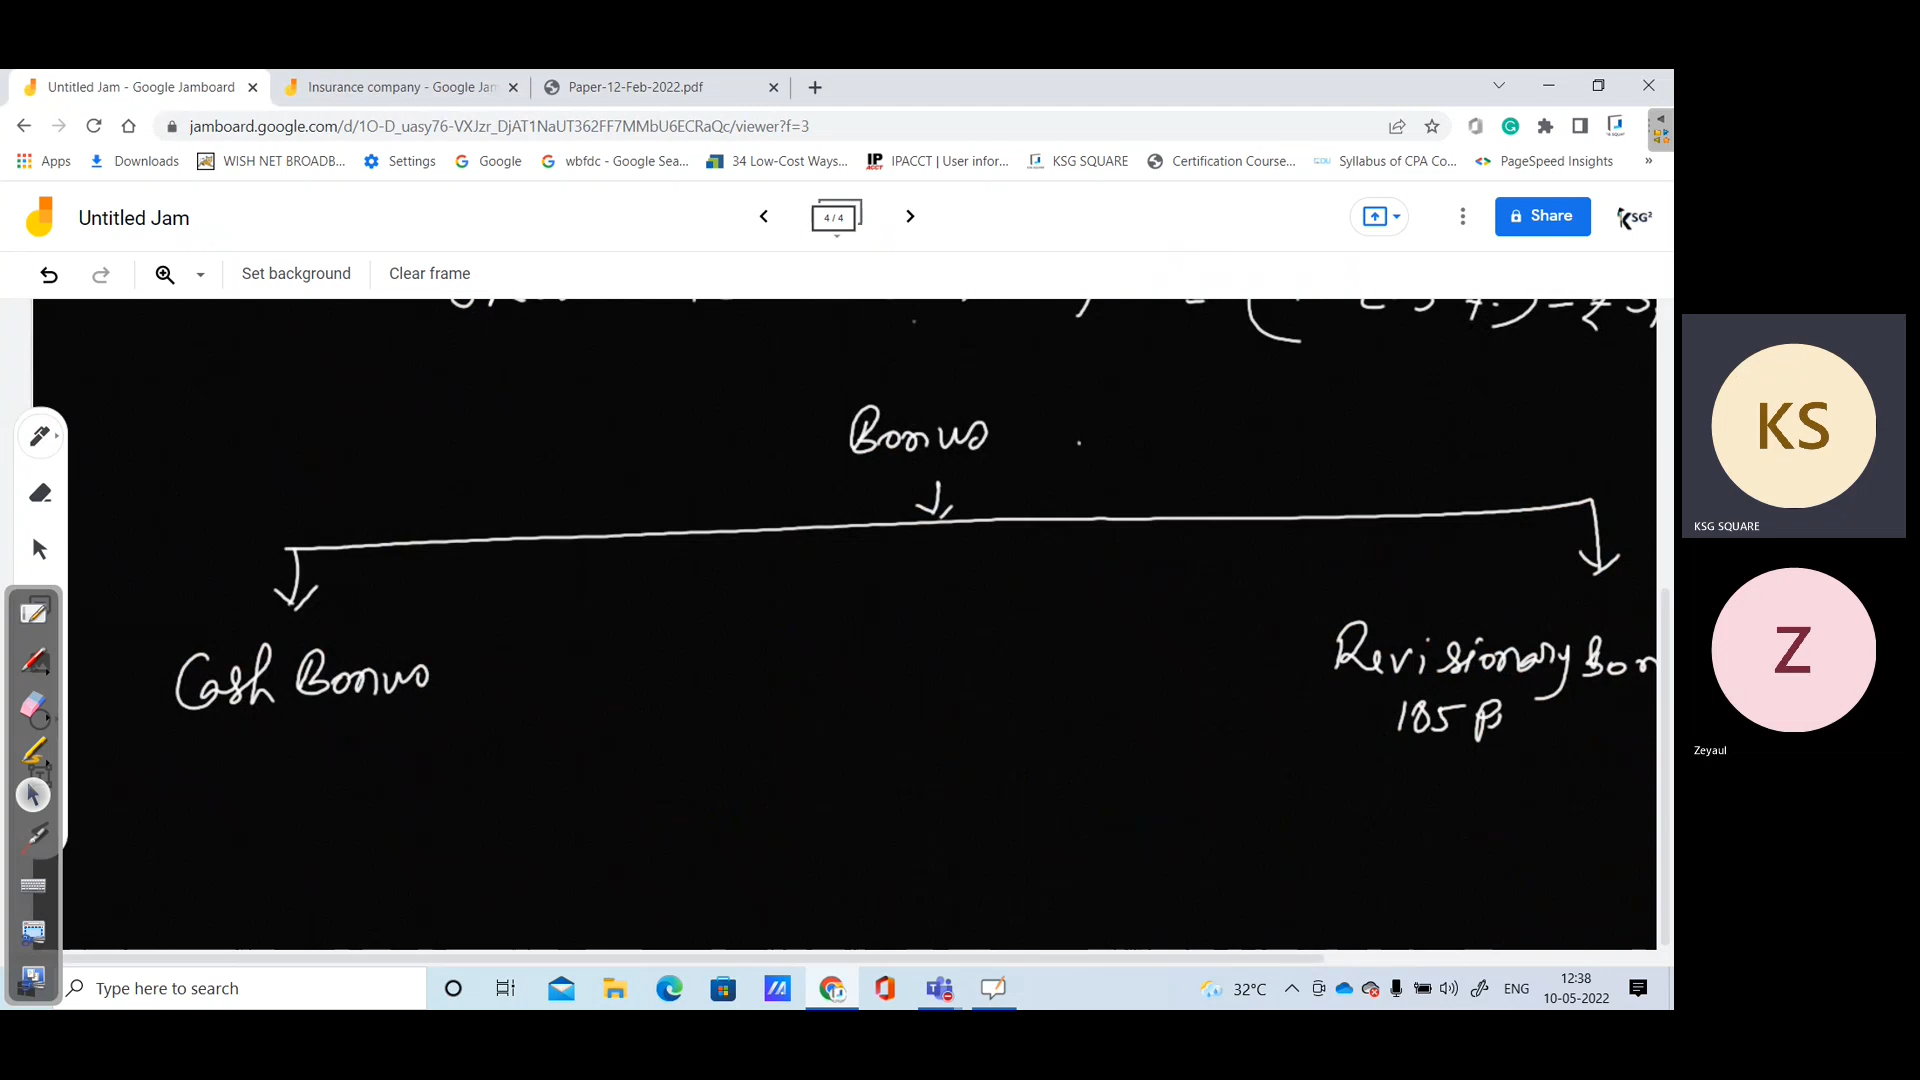 Untitled Jam - Google Jamboard
Insurance company - Google Jam
Paper-12-Feb-2022.pdf
jamboard.google.com/d/1O-D_uasy76-VXJzr_DjAT1NaUT362FF7MMbU6ECRaQc/viewer?f=3
Apps
Downloads
WISH NET BROADB...
Settings
Google
wbfdc - Google Sea...
34 Low-Cost Ways...
IP
IPACCT | User infor...
KSG SQUARE
Certification Course...
Syllabus of CPA Co...
PageSpeed Insights
»
Untitled Jam
4 / 4
Share
KSG²
Set background
Clear frame
Bonus
Cash Bonus
Revisionary Bon
185 p
KS
KSG SQUARE
Z
Zeyaul
Type here to search
32°C
ENG
12:38
10-05-2022